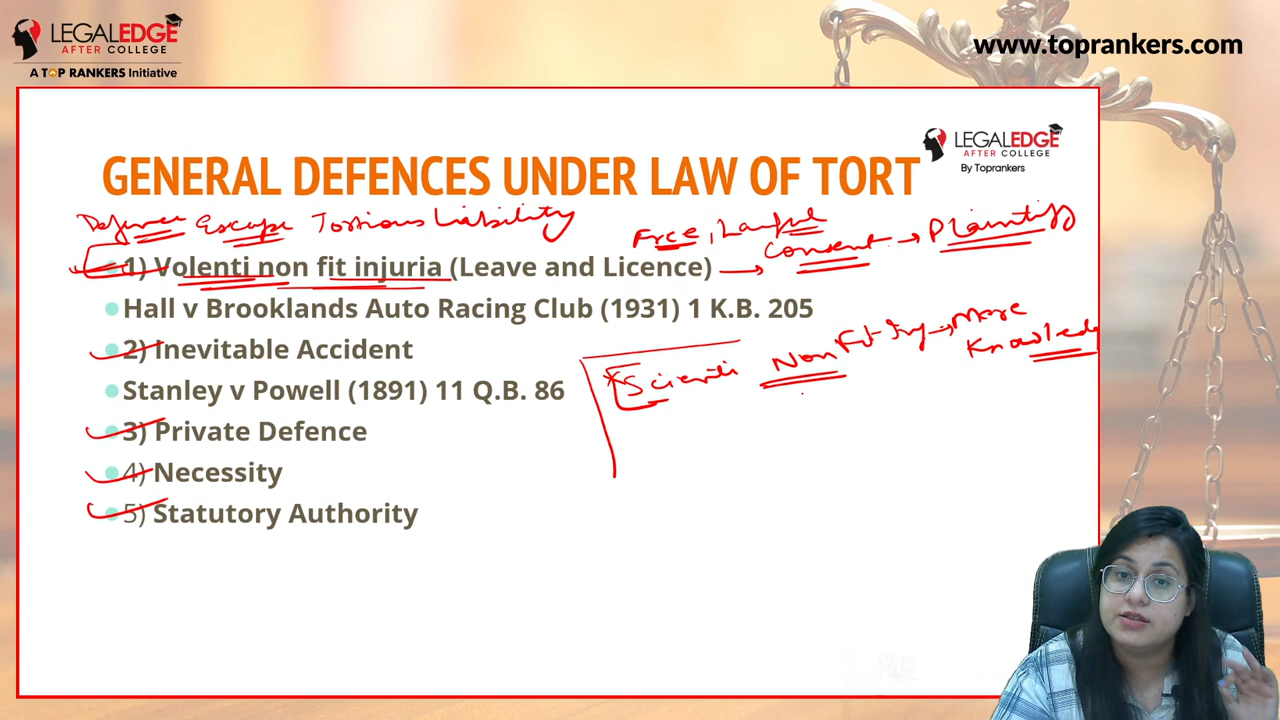 LEGALEDGE
AFTER COLLEGE
A TOP RANKERS Initiative
www.toprankers.com
LEGALEDGE
AFTER COLLEGE
By Toprankers
GENERAL DEFENCES UNDER LAW OF TORT
Defence Escape Tortious Liability
Free, Lawful
Consent → Plaintiff
1) Volenti non fit injuria (Leave and Licence) →
Hall v Brooklands Auto Racing Club (1931) 1 K.B. 205
2) Inevitable Accident
*Scienti Non Fit Inj → More
Knowledge
Stanley v Powell (1891) 11 Q.B. 86
3) Private Defence
4) Necessity
5) Statutory Authority